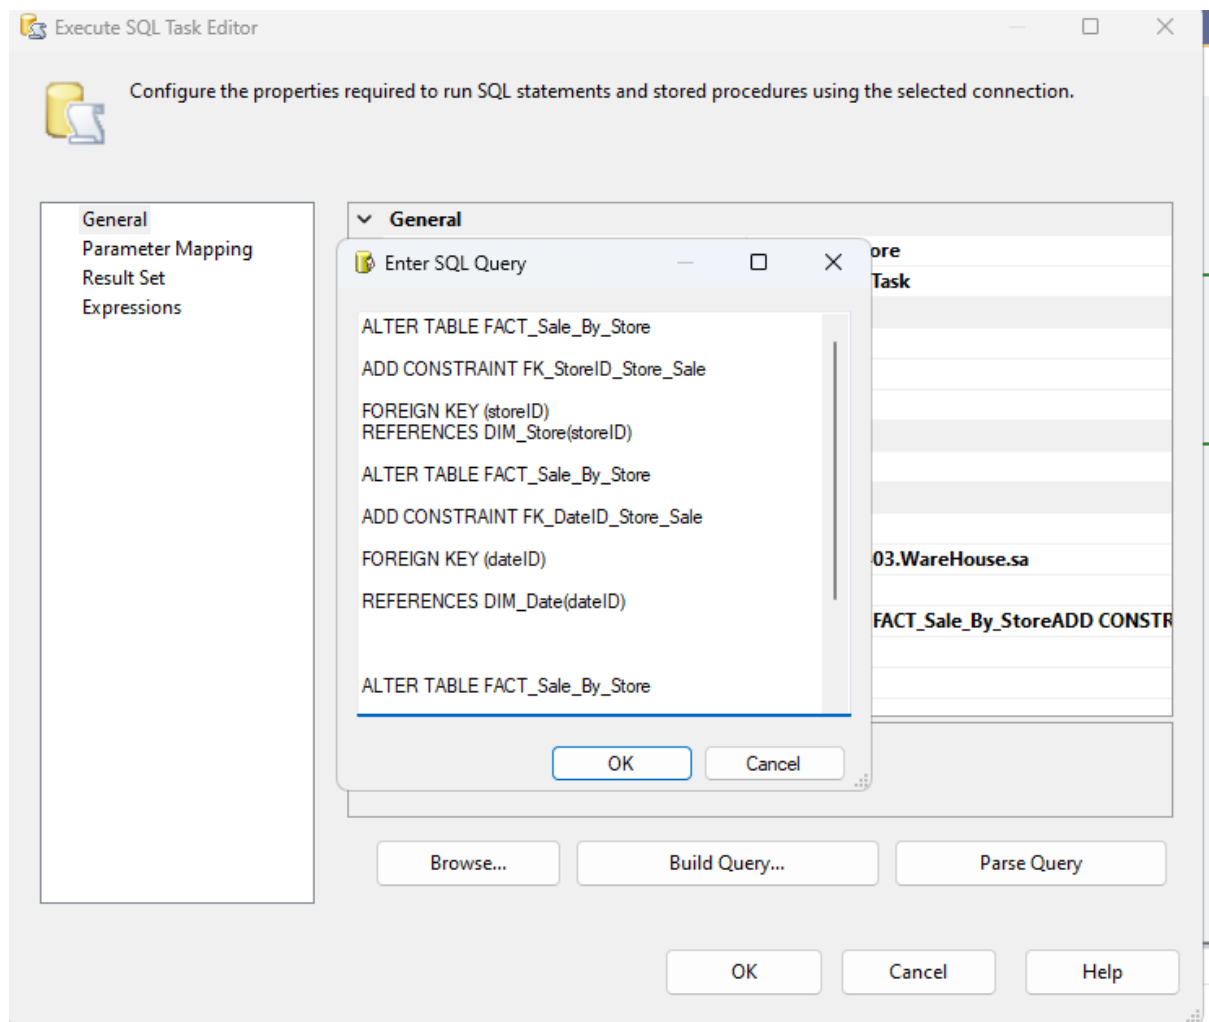 Execute SQL Task Editor
Configure the properties required to run SQL statements and stored procedures using the selected connection.
General
Parameter Mapping
Result Set
Expressions
General
ore
Task
03.WareHouse.sa
FACT_Sale_By_StoreADD CONSTR
Enter SQL Query
ALTER TABLE FACT_Sale_By_Store
ADD CONSTRAINT FK_StoreID_Store_Sale
FOREIGN KEY (storeID)
REFERENCES DIM_Store(storeID)
ALTER TABLE FACT_Sale_By_Store
ADD CONSTRAINT FK_DateID_Store_Sale
FOREIGN KEY (dateID)
REFERENCES DIM_Date(dateID)
ALTER TABLE FACT_Sale_By_Store
OK
Cancel
Browse...
Build Query...
Parse Query
OK
Cancel
Help